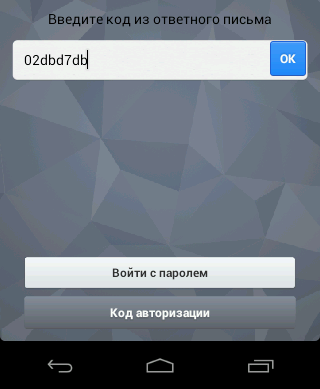 Введите код из ответного письма
02dbd7db
OK
Войти с паролем
Код авторизации